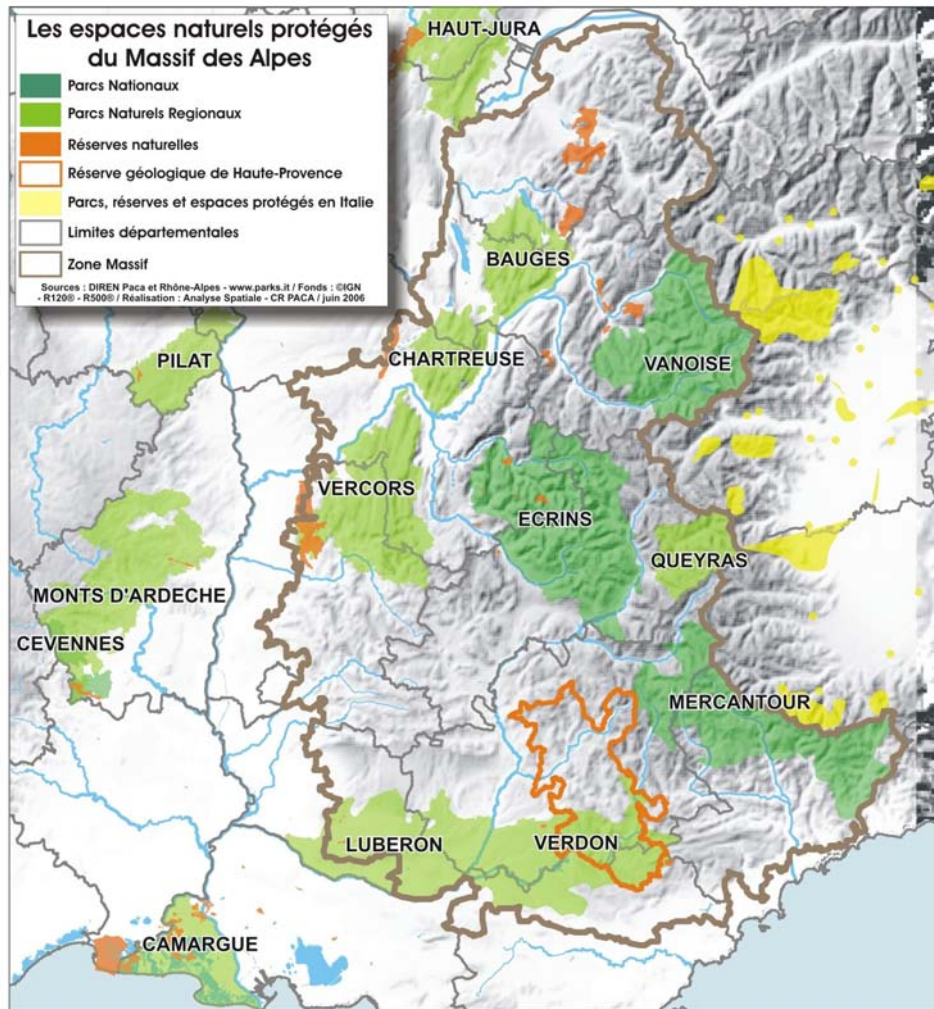 Les espaces naturels protégés
du Massif des Alpes
Parcs Nationaux
Parcs Naturels Regionaux
Réserves naturelles
Réserve géologique de Haute-Provence
Parcs, réserves et espaces protégés en Italie
Limites départementales
Zone Massif
Sources : DIREN Paca et Rhône-Alpes - www.parks.it / Fonds : ©IGN
- R120® - R500® / Réalisation : Analyse Spatiale - CR PACA / juin 2006
HAUT-JURA
BAUGES
PILAT
CHARTREUSE
VANOISE
VERCORS
ECRINS
QUEYRAS
MONTS D'ARDECHE
CEVENNES
MERCANTOUR
LUBERON
VERDON
CAMARGUE